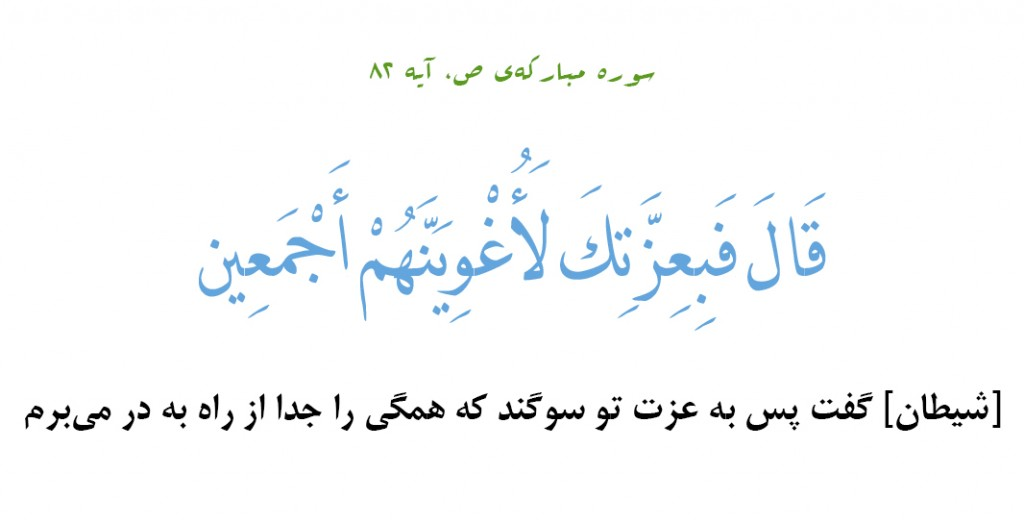 سوره مبارکه‌ی ص، آیه ۸۲
قَالَ فَبِعِزَّتِكَ لَأُغْوِيَنَّهُمْ أَجْمَعِين
[شیطان] گفت پس به عزت تو سوگند که همگی را جدا از راه به در می‌برم